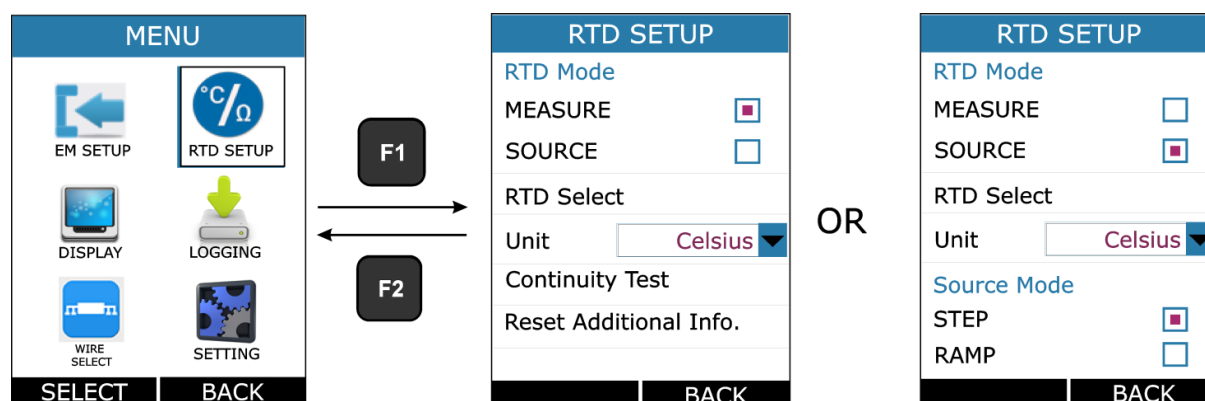 MENU
°C/Ω
EM SETUP
RTD SETUP
DISPLAY
LOGGING
WIRE
SELECT
SETTING
SELECT
BACK
F1
F2
RTD SETUP
RTD Mode
MEASURE
SOURCE
RTD Select
Unit Celsius
Continuity Test
Reset Additional Info.
BACK
OR
RTD SETUP
RTD Mode
MEASURE
SOURCE
RTD Select
Unit Celsius
Source Mode
STEP
RAMP
BACK